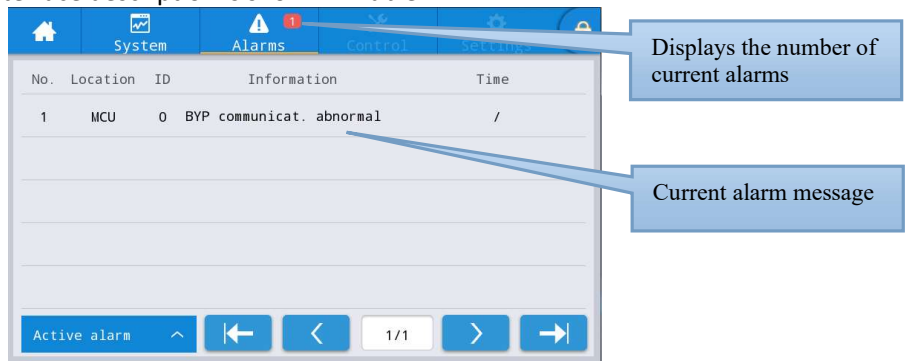 System Alarms 1 Control Settings
Displays the number of
current alarms
No. Location ID Information Time
1 MCU 0 BYP communicat. abnormal /
Current alarm message
Active alarm 1/1